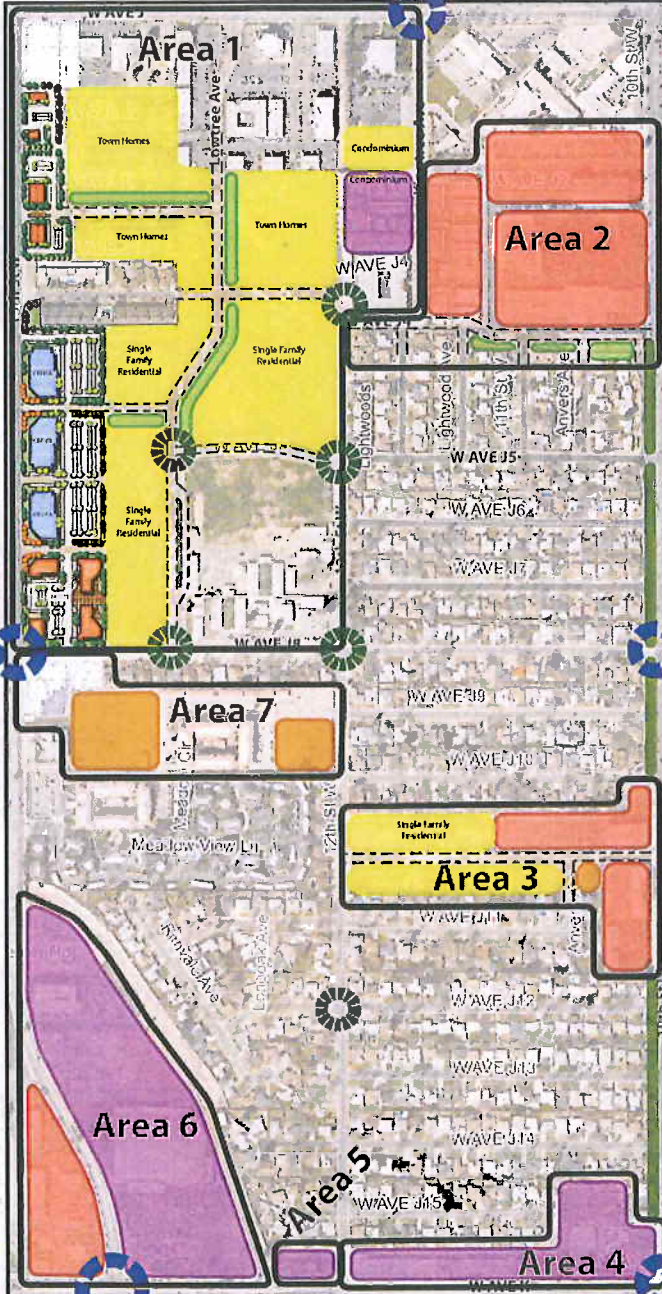 W AVE J
Area 1
10th St W
Town Homes
Condominium
Condominium
Town Homes
Town Homes
Area 2
W AVE J4
Single
Family
Residential
Single Family
Residential
Lightwoods
Lightwood Ave
11th St W
Anvers Ave
W AVE J5
W AVE J6
W AVE J7
Single
Family
Residential
W AVE J8
Area 7
W AVE J9
W AVE J10
Meadow View Ln
12th St W
Single Family
Residential
Area 3
W AVE J11
W AVE J12
W AVE J13
Area 6
W AVE J14
Area 5
W AVE J15
Area 4
W AVE K